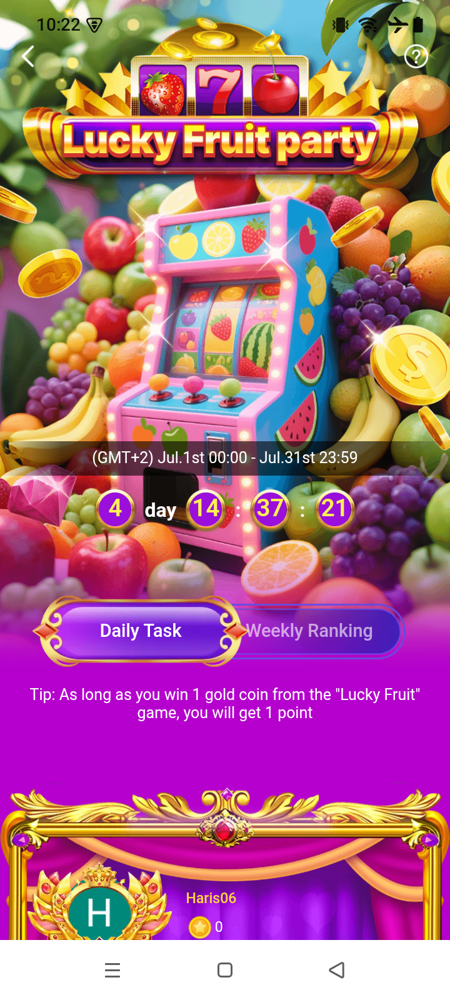 10:22
7
Lucky Fruit party
(GMT+2) Jul.1st 00:00 - Jul.31st 23:59
4 day 14 : 37 : 21
Daily Task
Weekly Ranking
Tip: As long as you win 1 gold coin from the "Lucky Fruit"
game, you will get 1 point
H
Haris06
0